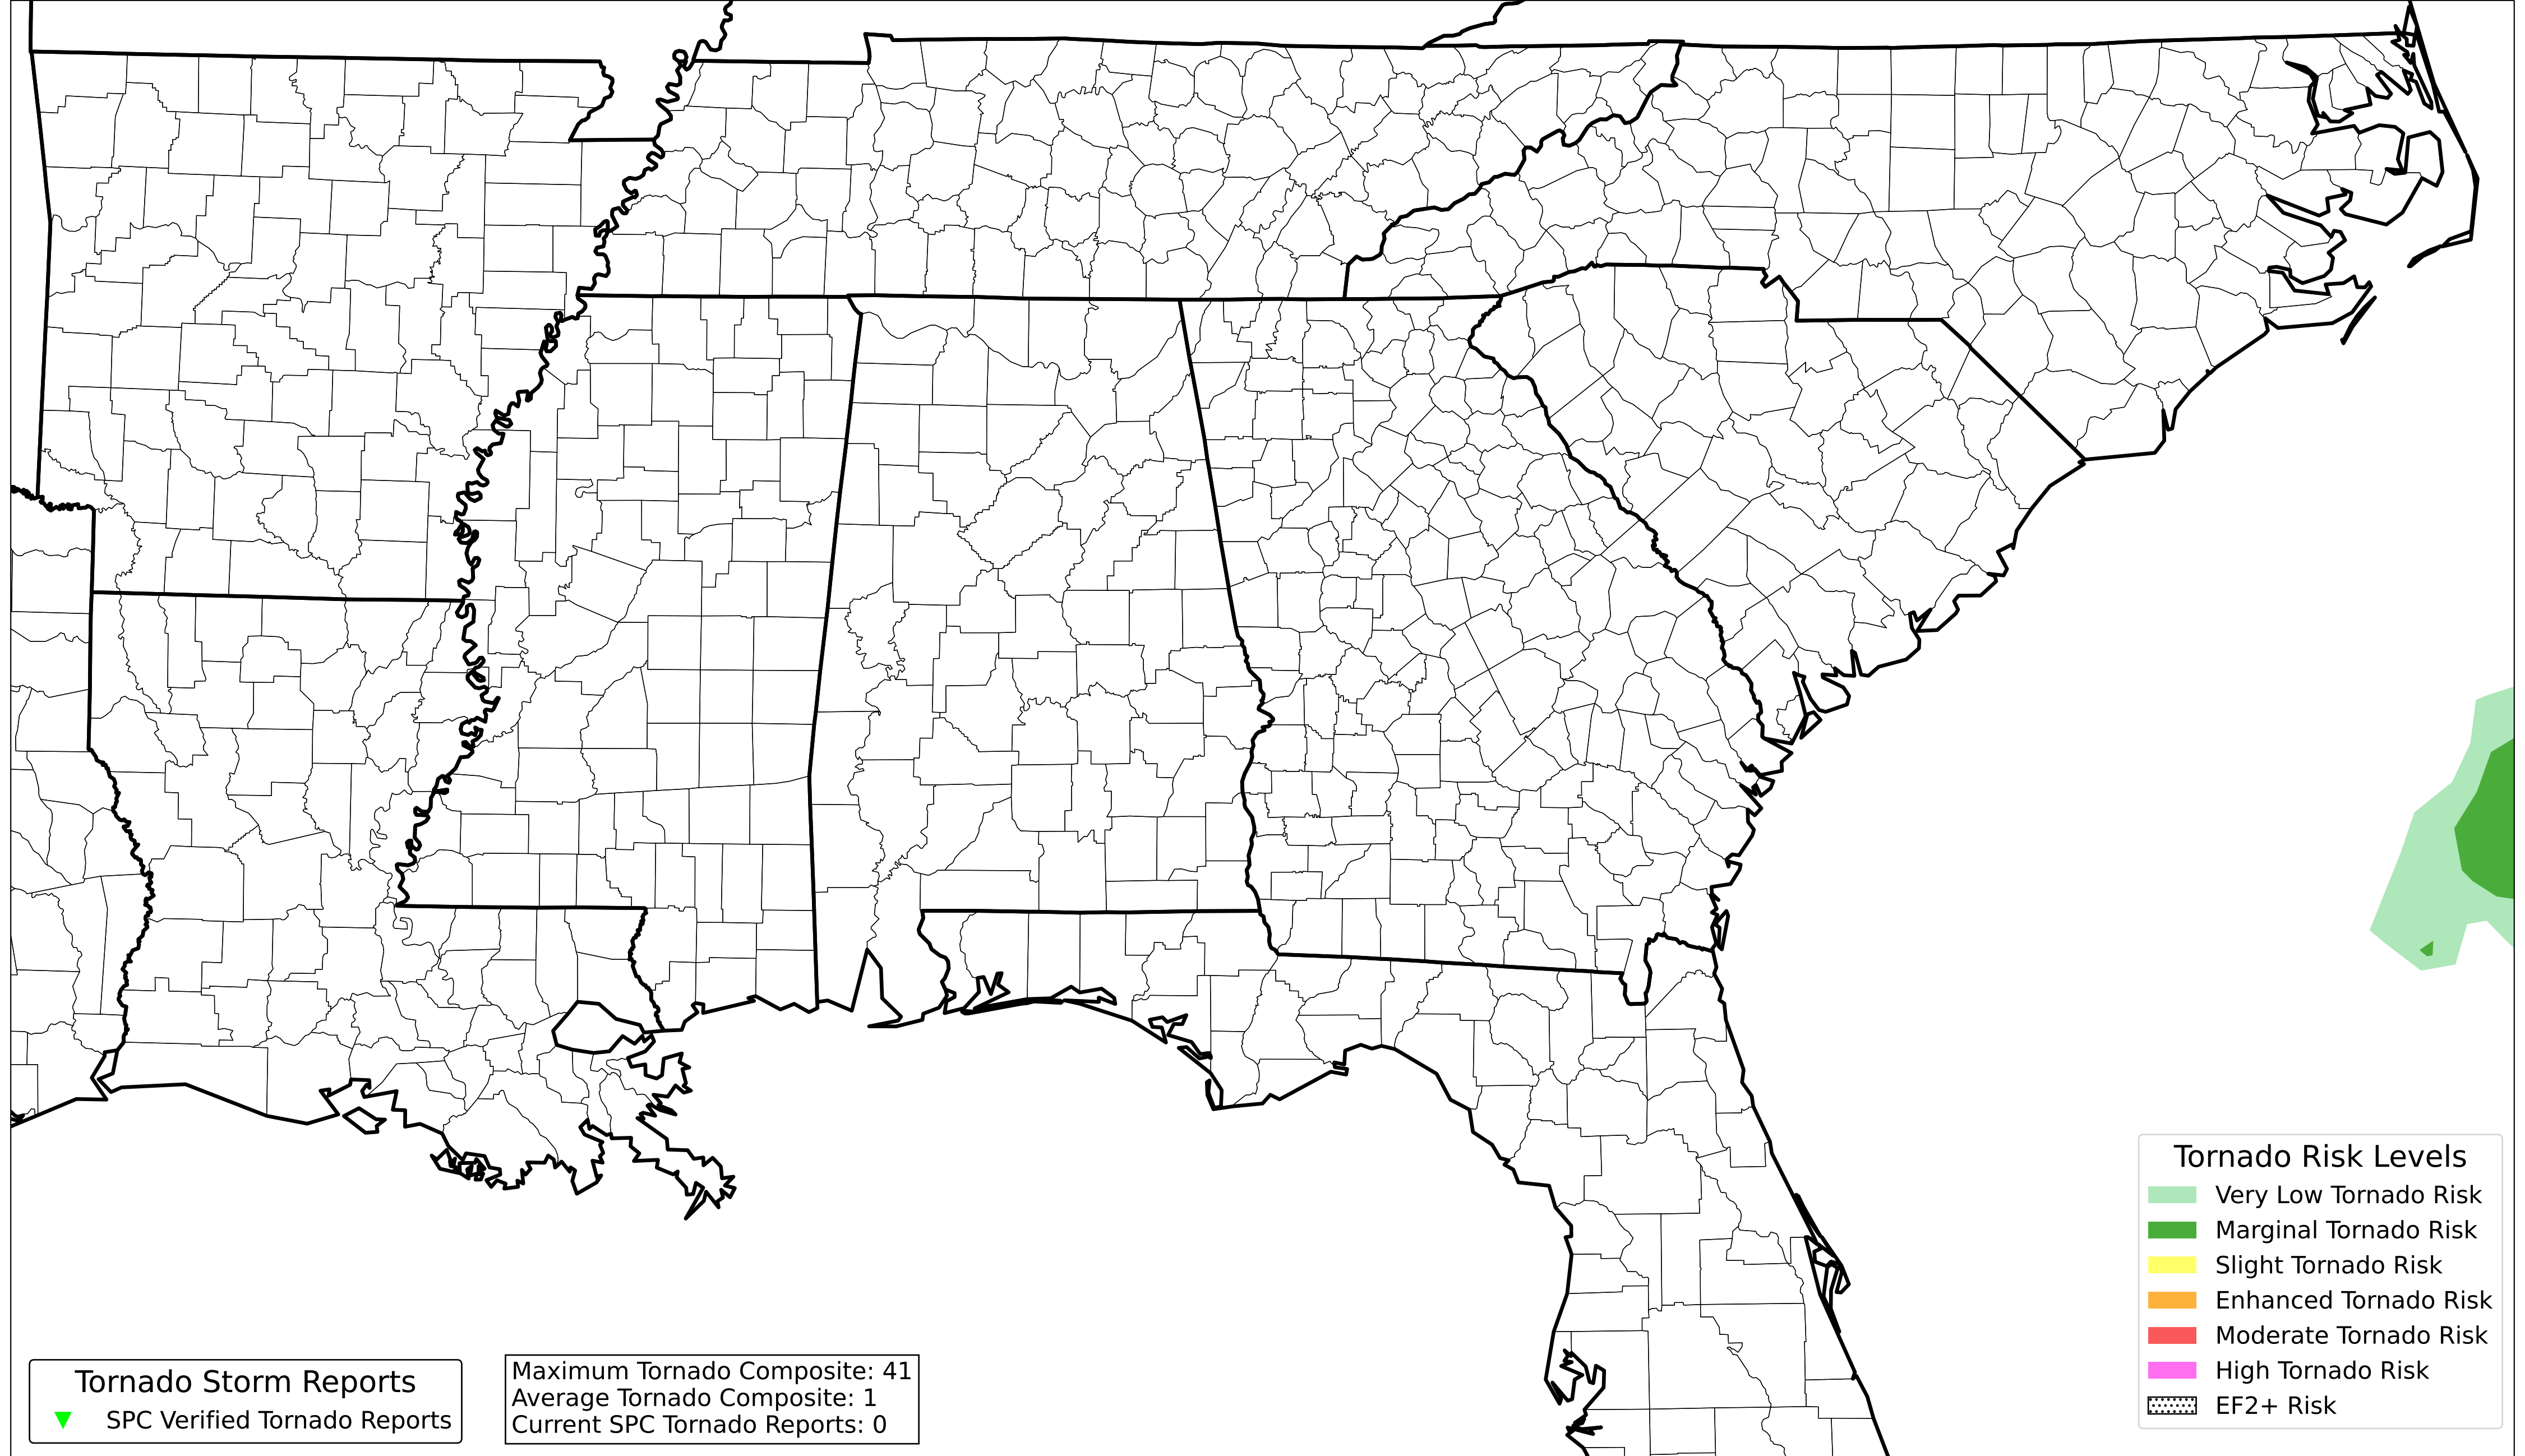 Tornado Risk Levels
Very Low Tornado Risk
Marginal Tornado Risk
Slight Tornado Risk
Enhanced Tornado Risk
Moderate Tornado Risk
High Tornado Risk
EF2+ Risk
Tornado Storm Reports
SPC Verified Tornado Reports
Maximum Tornado Composite: 41
Average Tornado Composite: 1
Current SPC Tornado Reports: 0